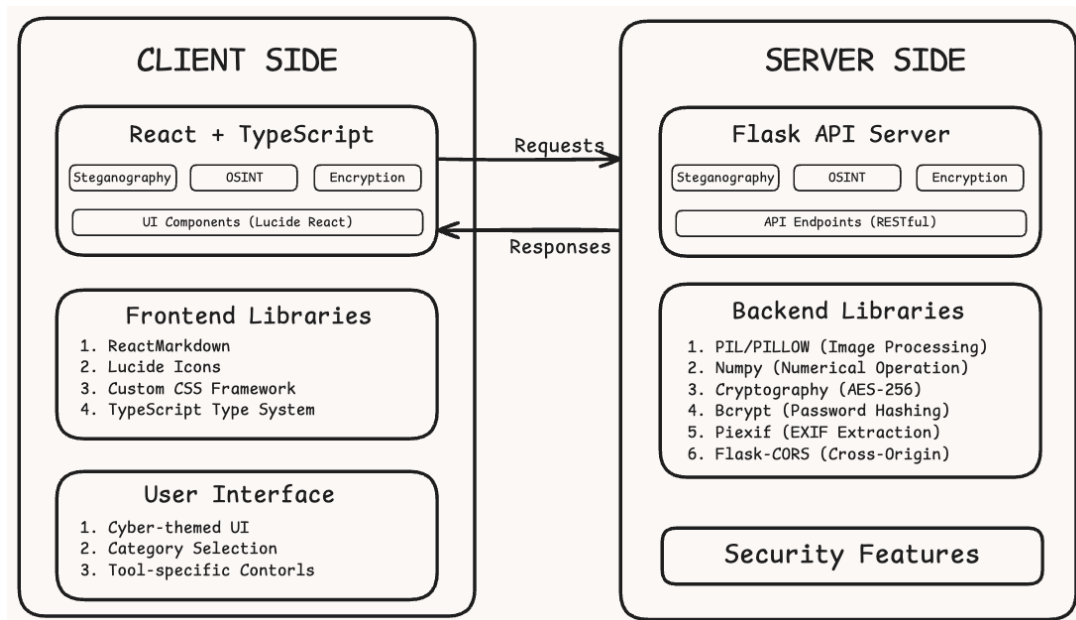 CLIENT SIDE
React + TypeScript
Steganography
OSINT
Encryption
UI Components (Lucide React)
Frontend Libraries
1. ReactMarkdown
2. Lucide Icons
3. Custom CSS Framework
4. TypeScript Type System
User Interface
1. Cyber-themed UI
2. Category Selection
3. Tool-specific Contorls
Requests
Responses
SERVER SIDE
Flask API Server
Steganography
OSINT
Encryption
API Endpoints (RESTful)
Backend Libraries
1. PIL/PILLOW (Image Processing)
2. Numpy (Numerical Operation)
3. Cryptography (AES-256)
4. Bcrypt (Password Hashing)
5. Piexif (EXIF Extraction)
6. Flask-CORS (Cross-Origin)
Security Features